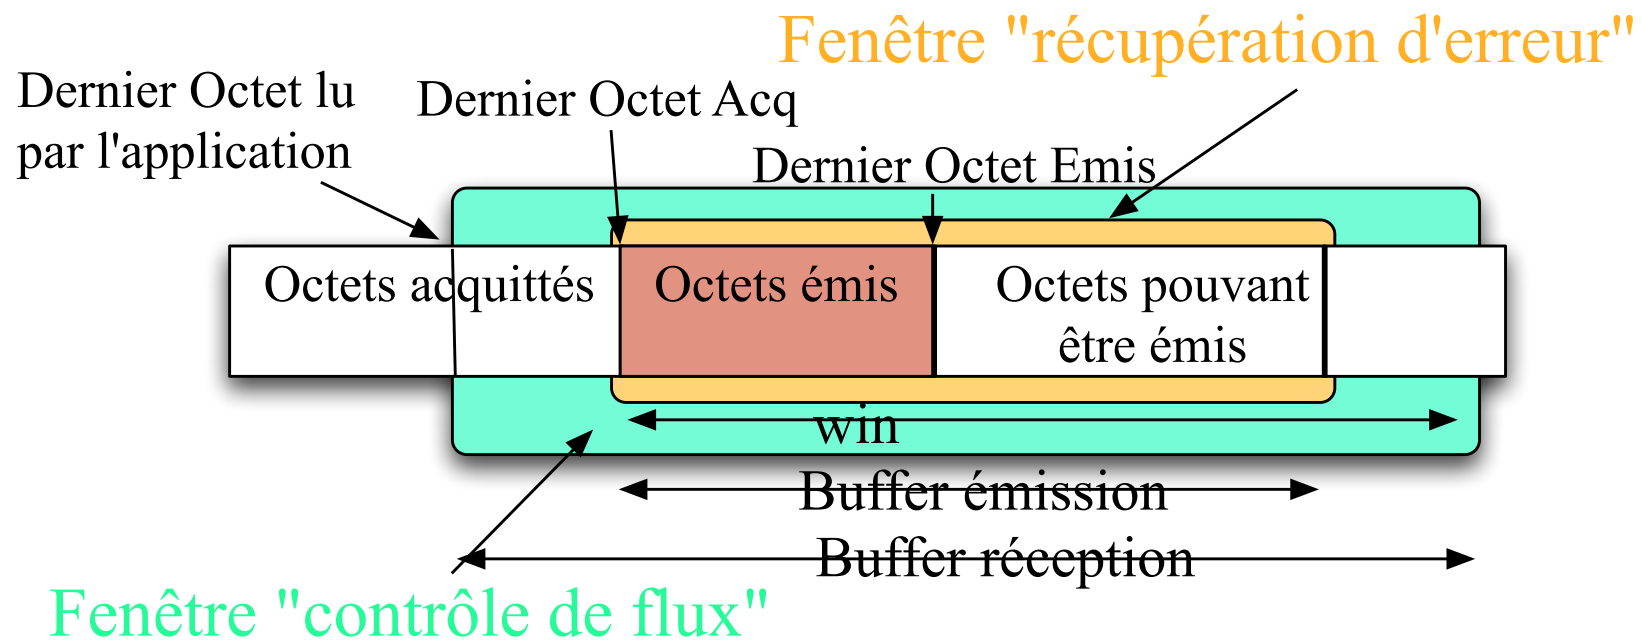 Fenêtre "récupération d'erreur"
Dernier Octet lu
par l'application
Dernier Octet Acq
Dernier Octet Emis
Octets acquittés
Octets émis
Octets pouvant
être émis
win
Buffer émission
Buffer réception
Fenêtre "contrôle de flux"